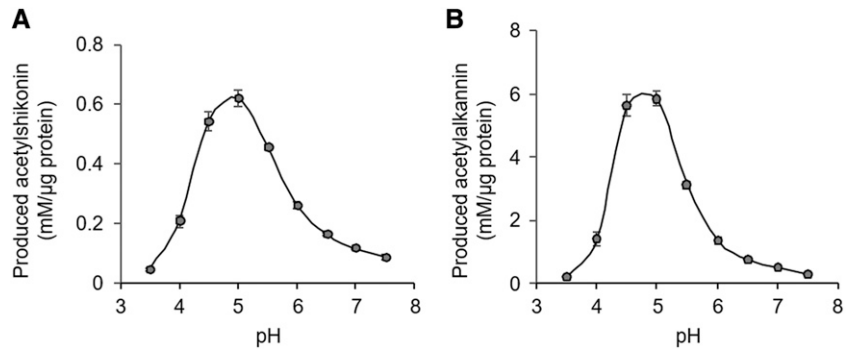 A
Produced acetylshikonin
(mM/µg protein)
0.8
0.6
0.4
0.2
0
3 4 5 6 7 8
pH
B
Produced acetylalkannin
(mM/µg protein)
8
6
4
2
0
3 4 5 6 7 8
pH